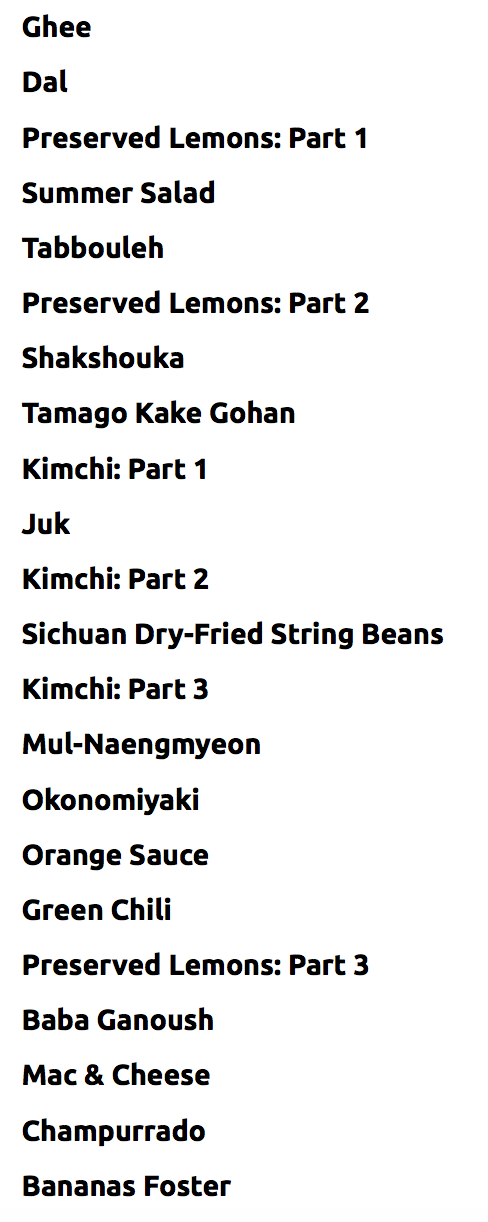 Ghee
Dal
Preserved Lemons: Part 1
Summer Salad
Tabbouleh
Preserved Lemons: Part 2
Shakshouka
Tamago Kake Gohan
Kimchi: Part 1
Juk
Kimchi: Part 2
Sichuan Dry-Fried String Beans
Kimchi: Part 3
Mul-Naengmyeon
Okonomiyaki
Orange Sauce
Green Chili
Preserved Lemons: Part 3
Baba Ganoush
Mac & Cheese
Champurrado
Bananas Foster